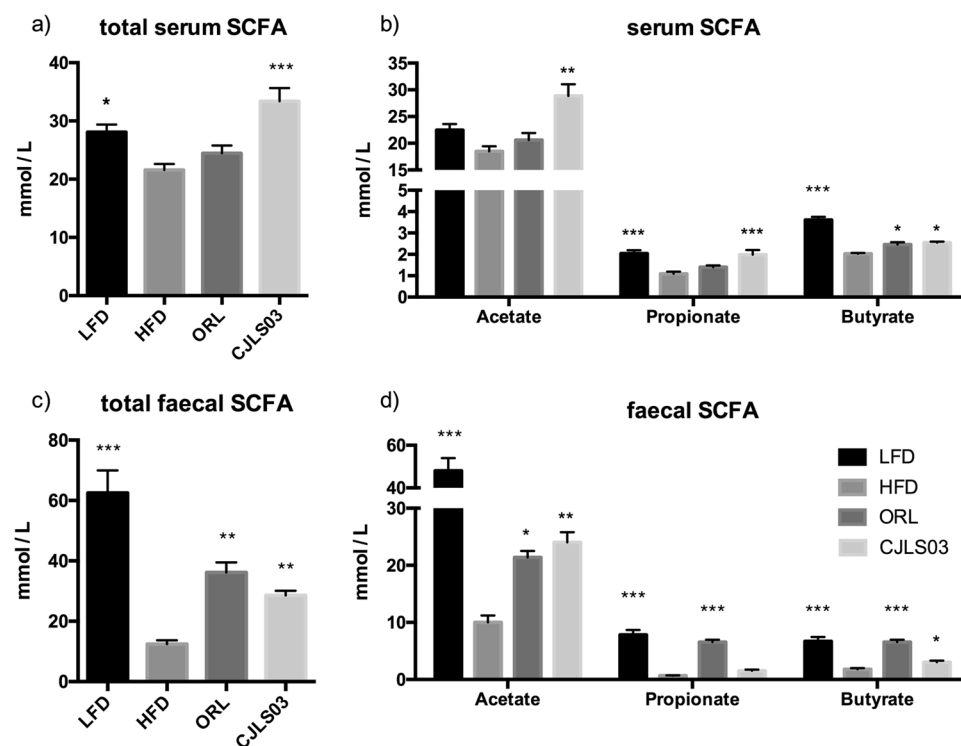 a) total serum SCFA
mmol / L
40
30
20
10
0
*
***
LFD
HFD
ORL
CJLS03
b) serum SCFA
mmol / L
35
30
25
20
15
5
4
3
2
1
0
**
***
***
***
*
*
Acetate
Propionate
Butyrate
c) total faecal SCFA
mmol / L
80
60
40
20
0
***
**
**
LFD
HFD
ORL
CJLS03
d) faecal SCFA
mmol / L
60
40
30
20
10
0
***
*
**
***
***
***
***
*
Acetate
Propionate
Butyrate
LFD
HFD
ORL
CJLS03